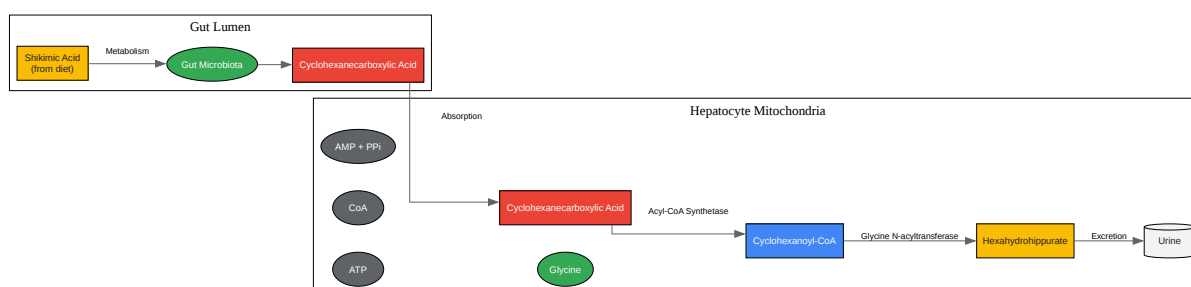 Gut Lumen
Shikimic Acid
(from diet)
Metabolism
Gut Microbiota
Cyclohexanecarboxylic Acid
Absorption
Hepatocyte Mitochondria
AMP + PPi
CoA
ATP
Cyclohexanecarboxylic Acid
Glycine
Acyl-CoA Synthetase
Cyclohexanoyl-CoA
Glycine N-acyltransferase
Hexahydrohippurate
Excretion
Urine